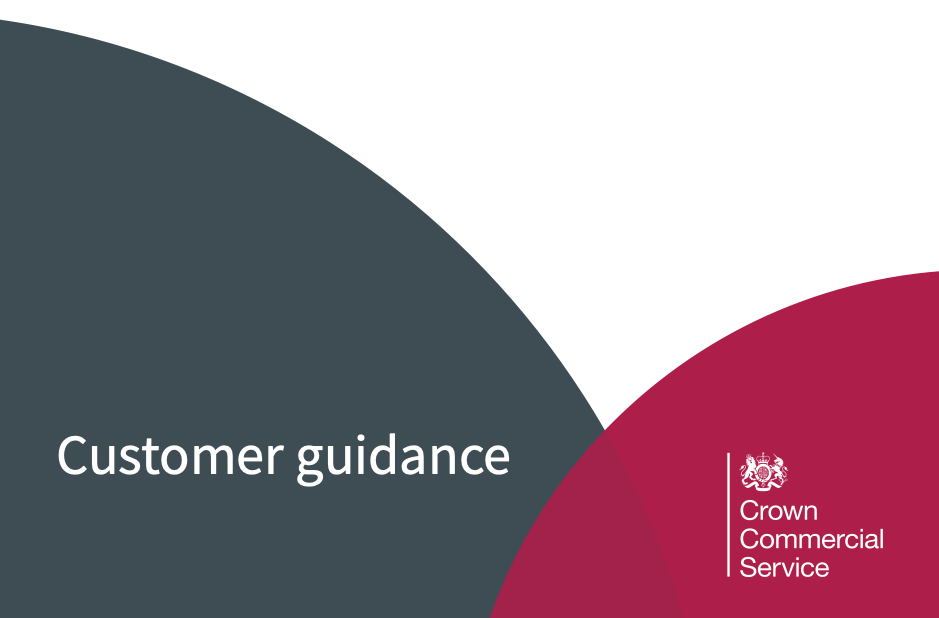 Customer guidance
Crown
Commercial
Service